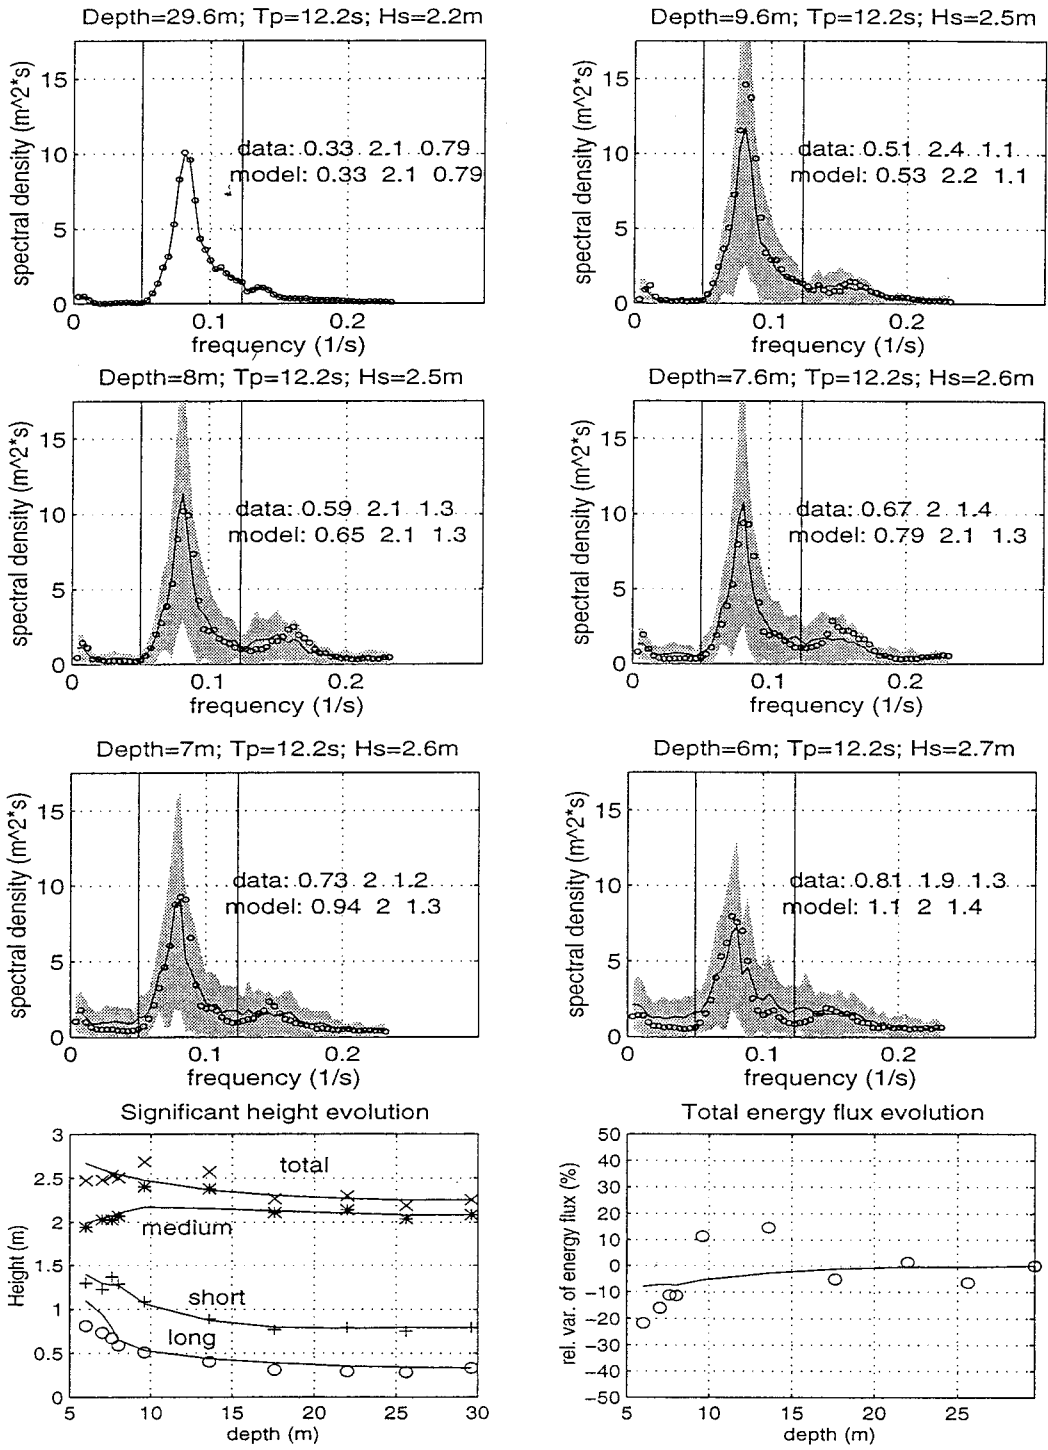 Depth=29.6m; Tp=12.2s; Hs=2.2m
spectral density (m^2*s)
15
10
5
0
data: 0.33 2.1 0.79
model: 0.33 2.1 0.79
0 0.1 0.2
frequency (1/s)
Depth=9.6m; Tp=12.2s; Hs=2.5m
spectral density (m^2*s)
15
10
5
0
data: 0.51 2.4 1.1
model: 0.53 2.2 1.1
0 0.1 0.2
frequency (1/s)
Depth=8m; Tp=12.2s; Hs=2.5m
spectral density (m^2*s)
15
10
5
0
data: 0.59 2.1 1.3
model: 0.65 2.1 1.3
0 0.1 0.2
frequency (1/s)
Depth=7.6m; Tp=12.2s; Hs=2.6m
spectral density (m^2*s)
15
10
5
0
data: 0.67 2 1.4
model: 0.79 2.1 1.3
0 0.1 0.2
frequency (1/s)
Depth=7m; Tp=12.2s; Hs=2.6m
spectral density (m^2*s)
15
10
5
0
data: 0.73 2 1.2
model: 0.94 2 1.3
0 0.1 0.2
frequency (1/s)
Depth=6m; Tp=12.2s; Hs=2.7m
spectral density (m^2*s)
15
10
5
0
data: 0.81 1.9 1.3
model: 1.1 2 1.4
0 0.1 0.2
frequency (1/s)
Significant height evolution
Height (m)
3
2.5
2
1.5
1
0.5
0
total
medium
short
long
5 10 15 20 25 30
depth (m)
Total energy flux evolution
rel. var. of energy flux (%)
50
40
30
20
10
0
−10
−20
−30
−40
−50
5 10 15 20 25
depth (m)